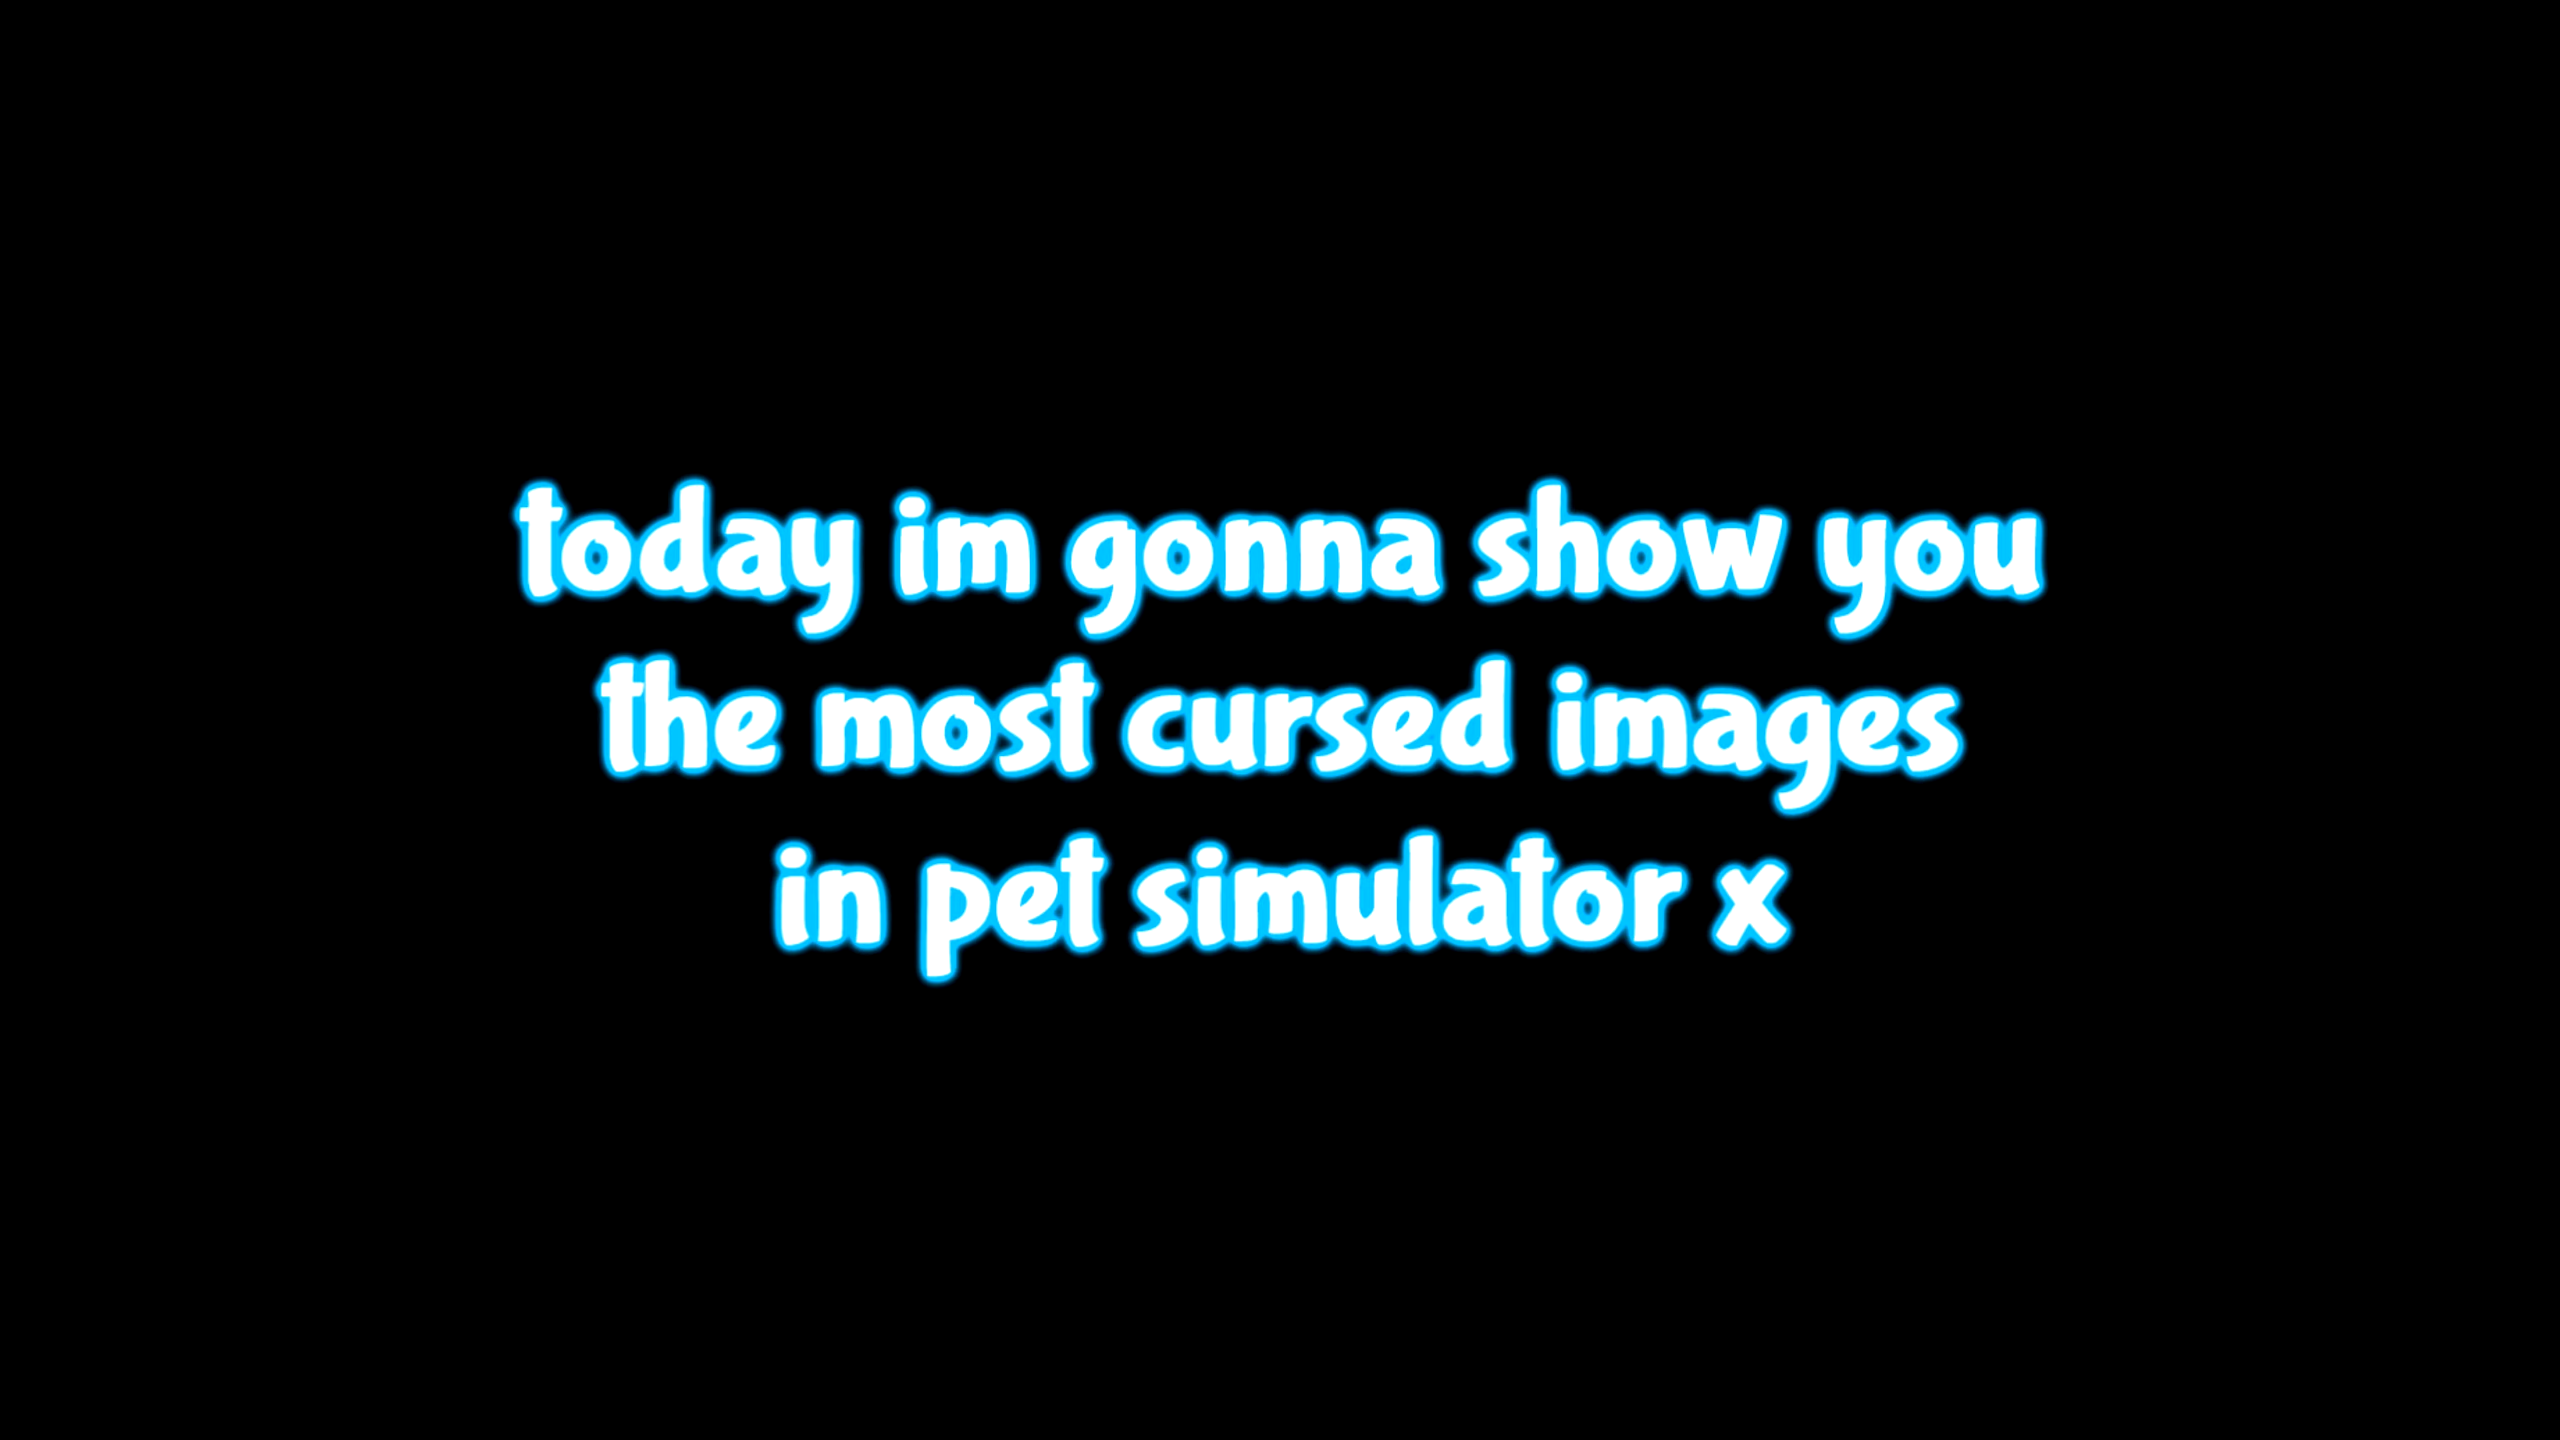 today im gonna show you
the most cursed images
in pet simulator x